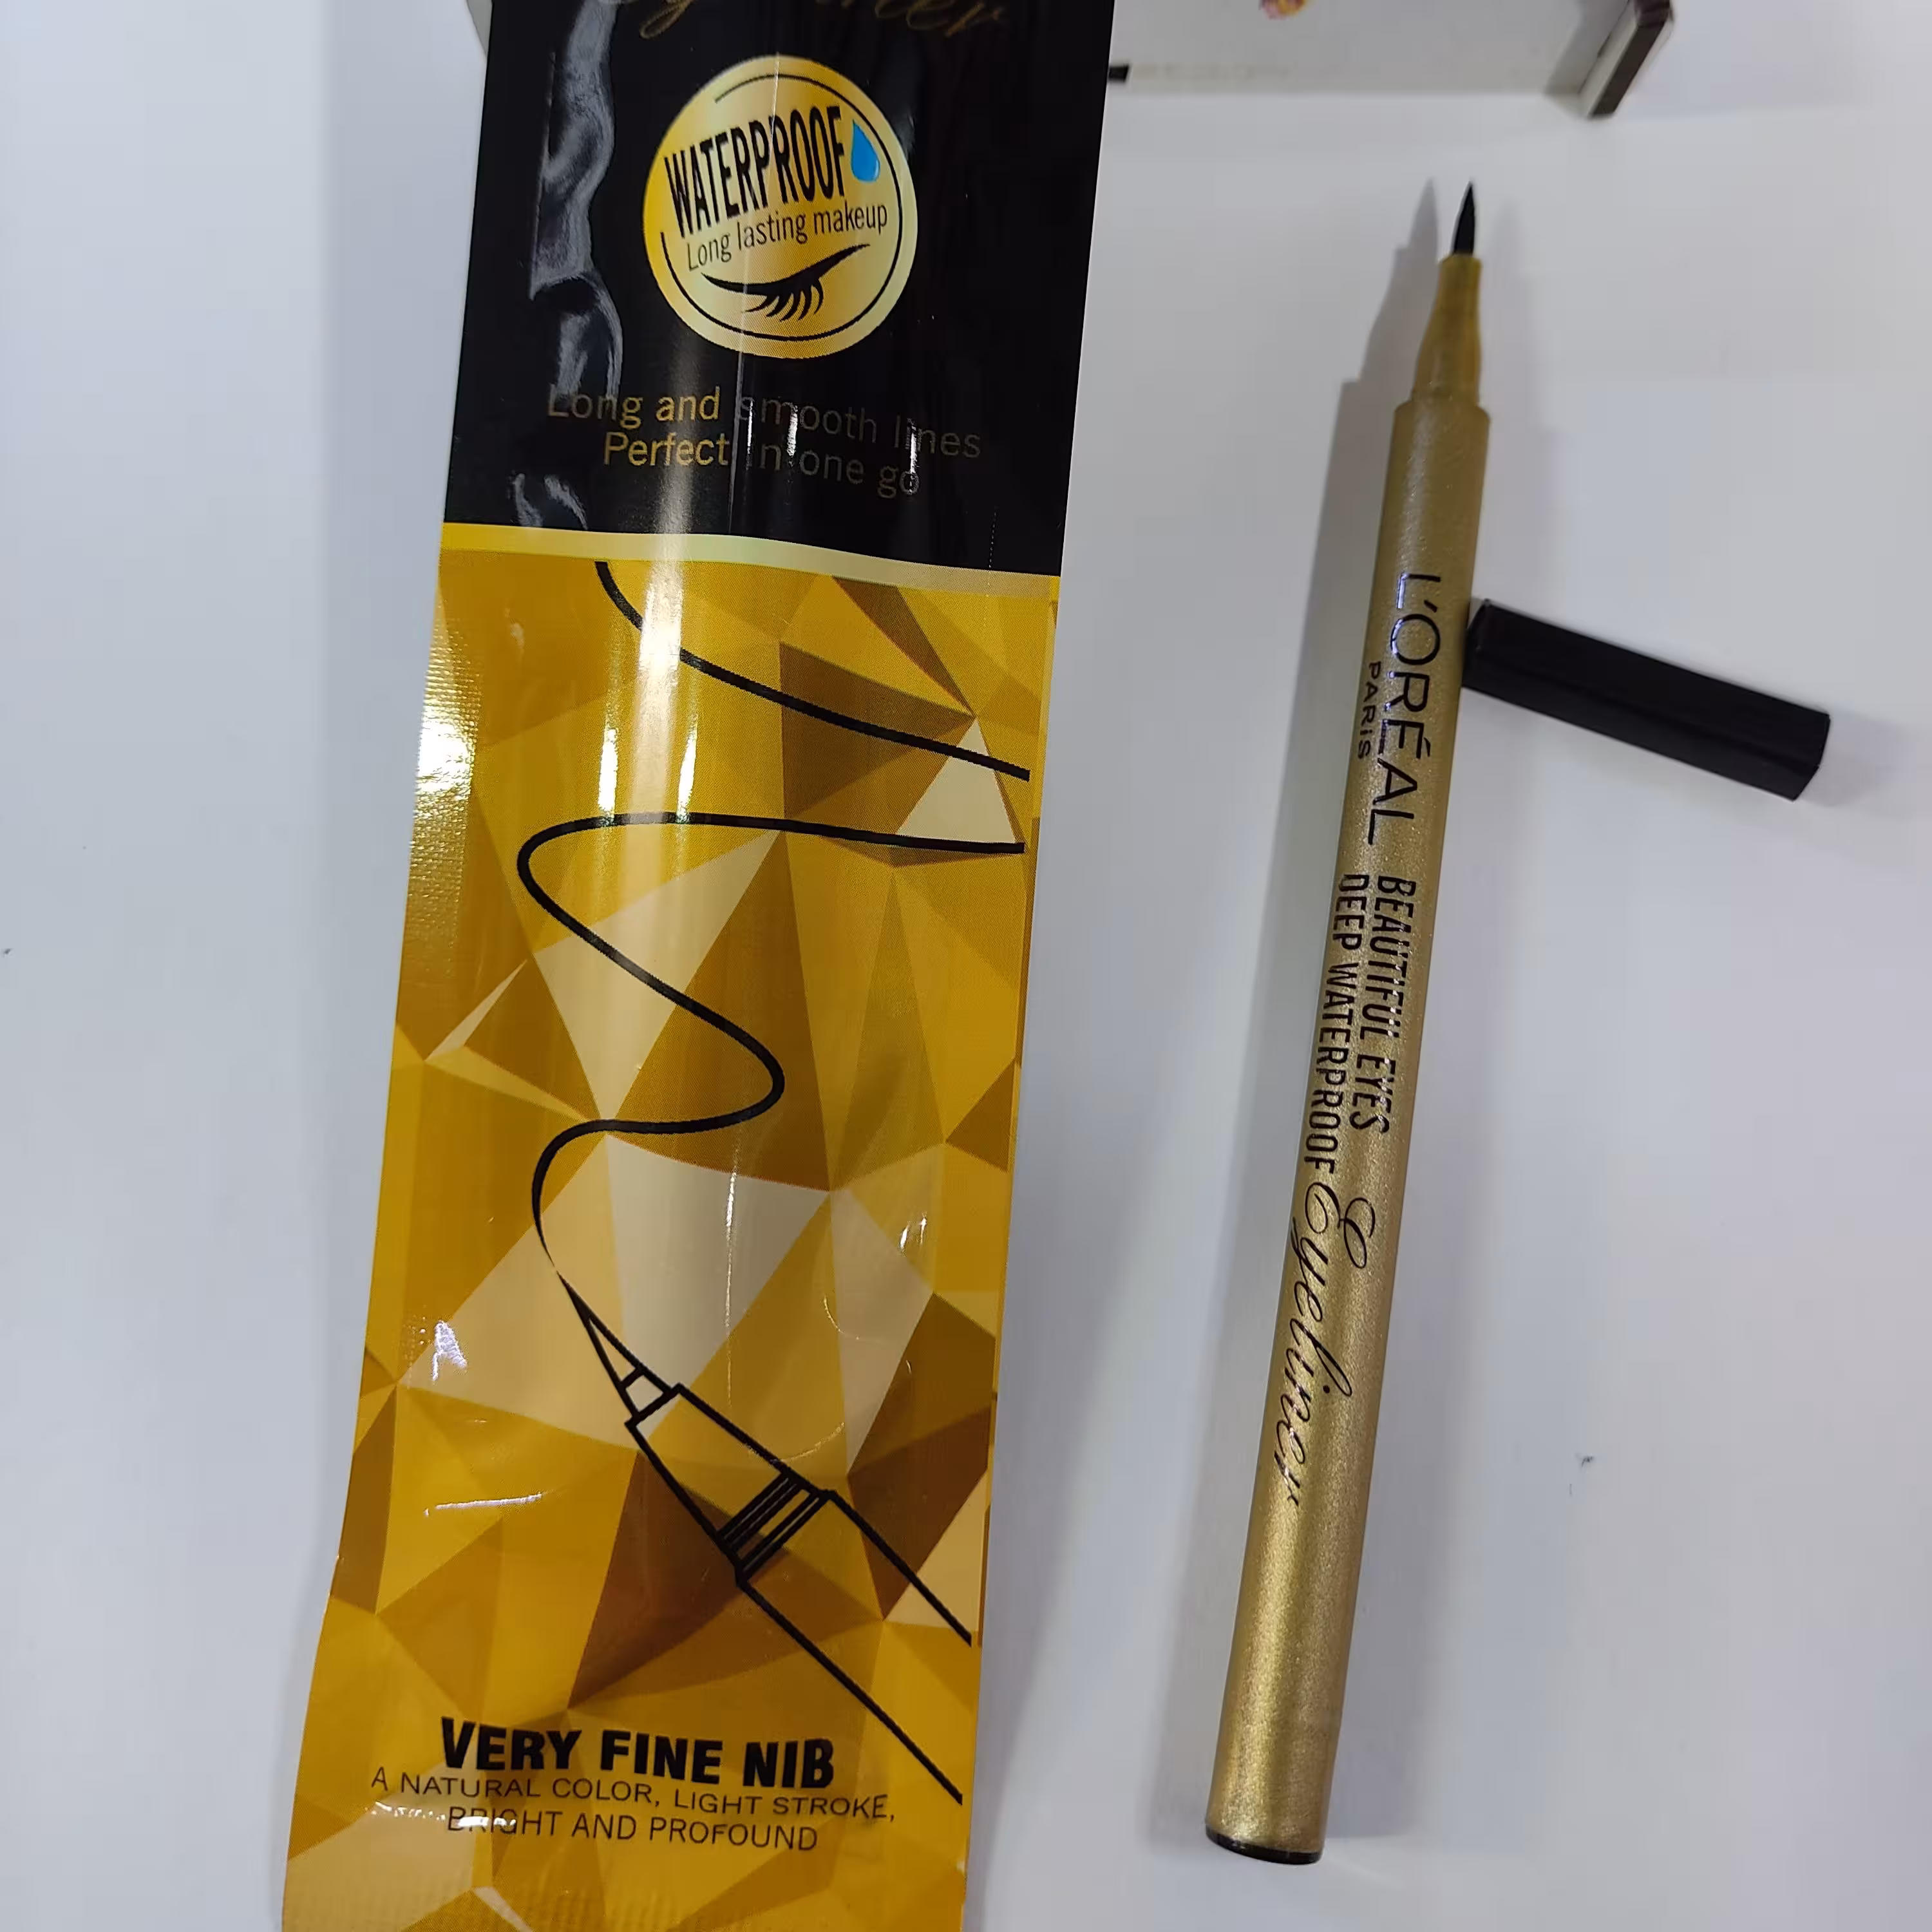 WATERPROOF
Long lasting makeup
Long and smooth lines
Perfect in one go
VERY FINE NIB
A NATURAL COLOR, LIGHT STROKE,
BRIGHT AND PROFOUND
L'ORÉAL
PARIS
BEAUTIFUL EYES
DEEP WATERPROOF
Eyeliner